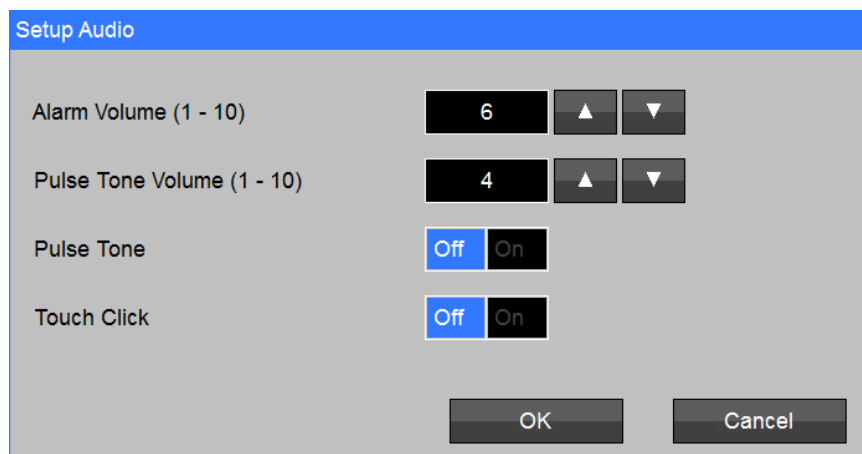 Setup Audio
Alarm Volume (1 - 10) 6
Pulse Tone Volume (1 - 10) 4
Pulse Tone Off On
Touch Click Off On
OK Cancel